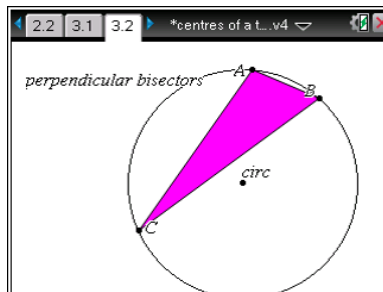 2.2 3.1 3.2 *centres of a t….v4
perpendicular bisectors
A
B
circ
C